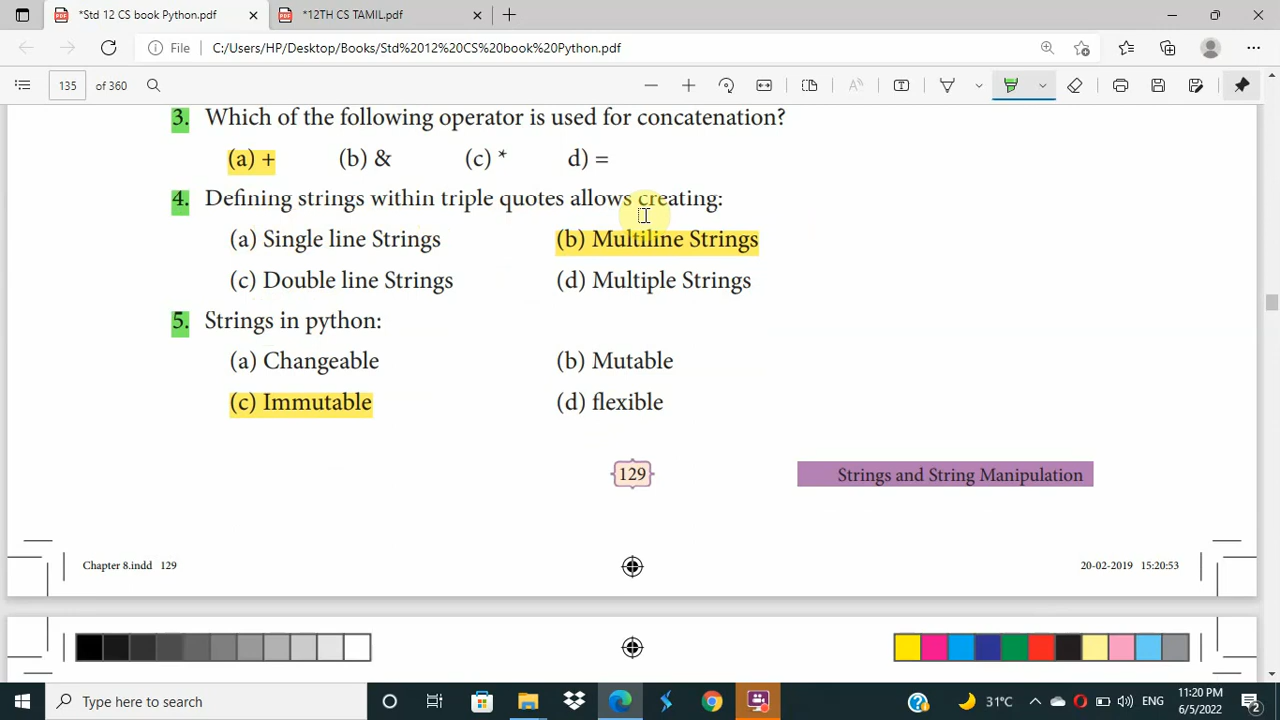 *Std 12 CS book Python.pdf
*12TH CS TAMIL.pdf
File C:/Users/HP/Desktop/Books/Std%2012%20CS%20book%20Python.pdf
135 of 360
3. Which of the following operator is used for concatenation?
(a) + (b) & (c) * d) =
4. Defining strings within triple quotes allows creating:
(a) Single line Strings (b) Multiline Strings
(c) Double line Strings (d) Multiple Strings
5. Strings in python:
(a) Changeable (b) Mutable
(c) Immutable (d) flexible
129
Strings and String Manipulation
Chapter 8.indd 129
20-02-2019 15:20:53
Type here to search
31°C
ENG
11:20 PM
6/5/2022
2